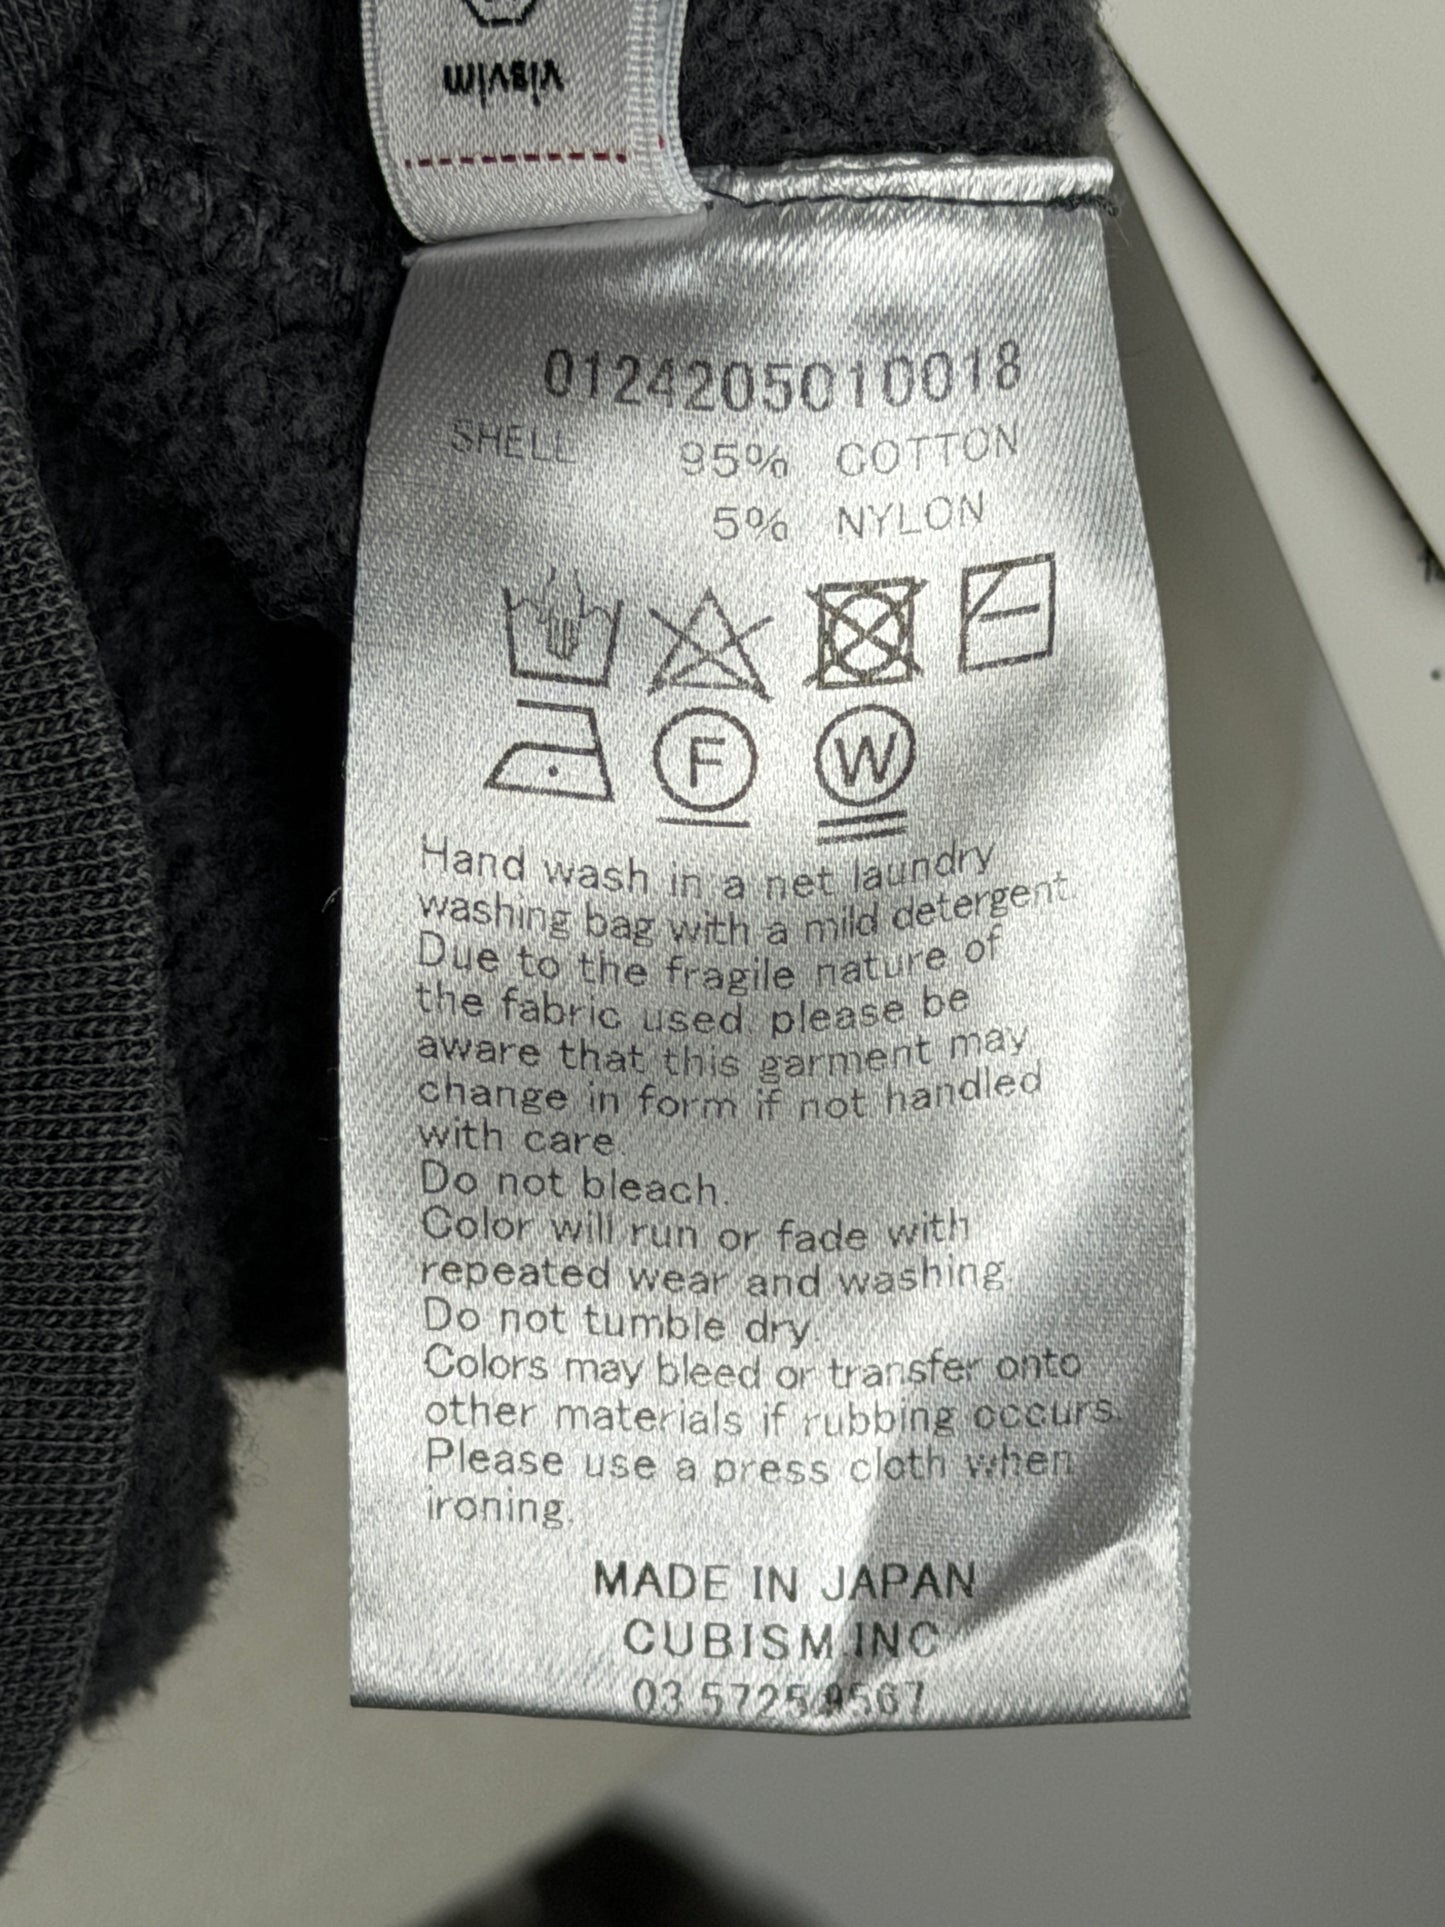 visvim
0124205010018
SHELL 95% COTTON
5% NYLON
F W
Hand wash in a net laundry
washing bag with a mild detergent.
Due to the fragile nature of
the fabric used, please be
aware that this garment may
change in form if not handled
with care.
Do not bleach.
Color will run or fade with
repeated wear and washing.
Do not tumble dry.
Colors may bleed or transfer onto
other materials if rubbing occurs.
Please use a press cloth when
ironing.
MADE IN JAPAN
CUBISM INC
03 5725 9567